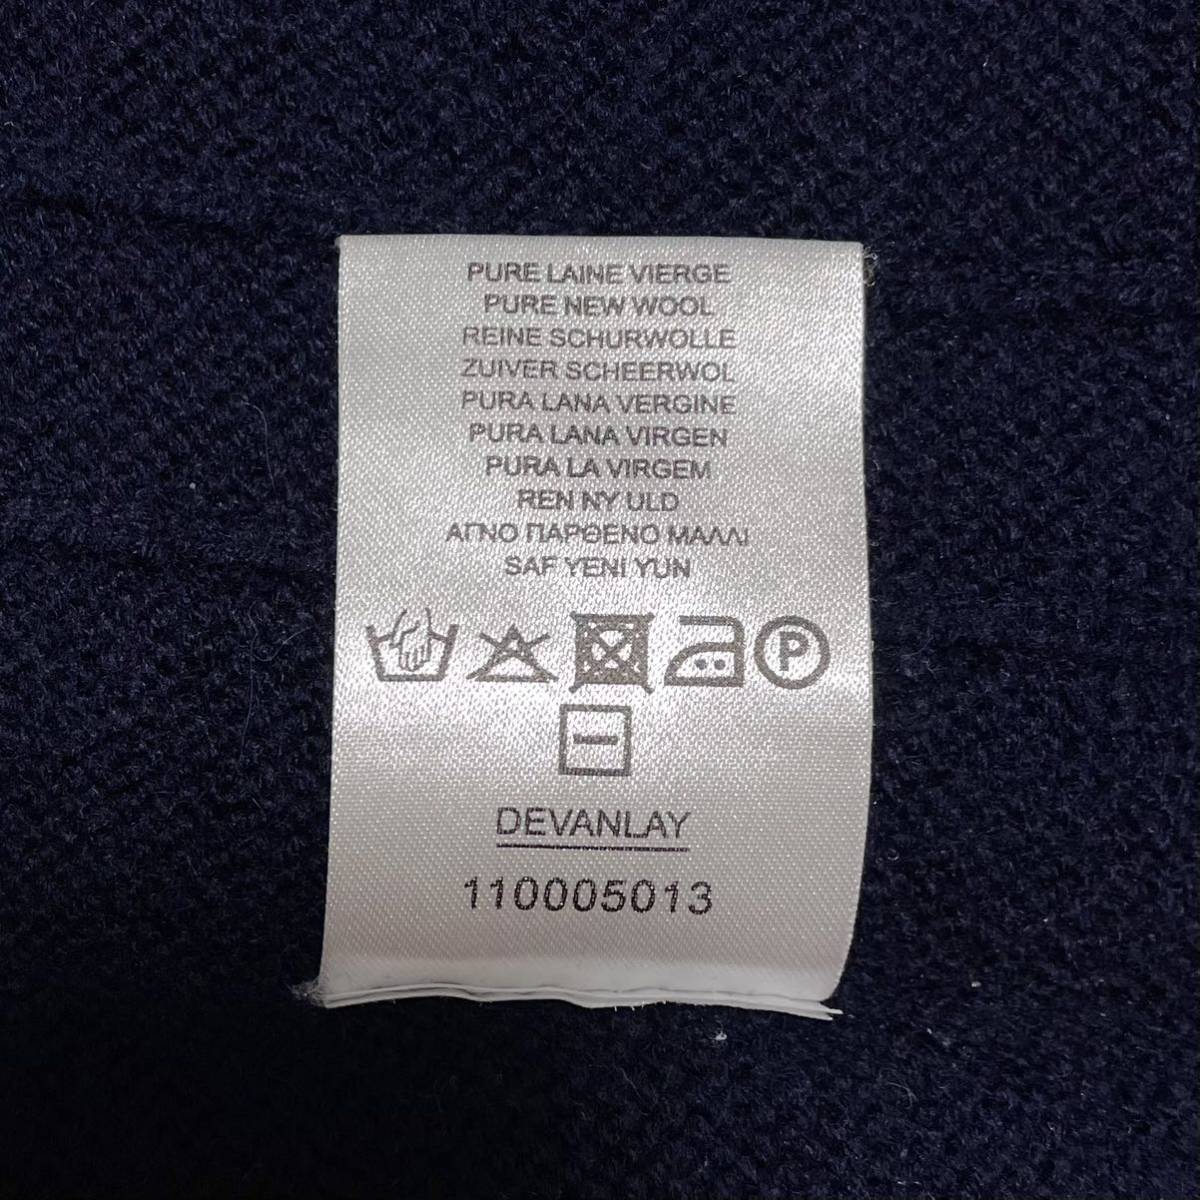 PURE LAINE VIERGE
PURE NEW WOOL
REINE SCHURWOLLE
ZUIVER SCHEERWOL
PURA LANA VERGINE
PURA LANA VIRGEN
PURA LA VIRGEM
REN NY ULD
ΑΓΝΟ ΠΑΡΘΕΝΟ ΜΑΛΛΙ
SAF YENI YUN
P
DEVANLAY
110005013